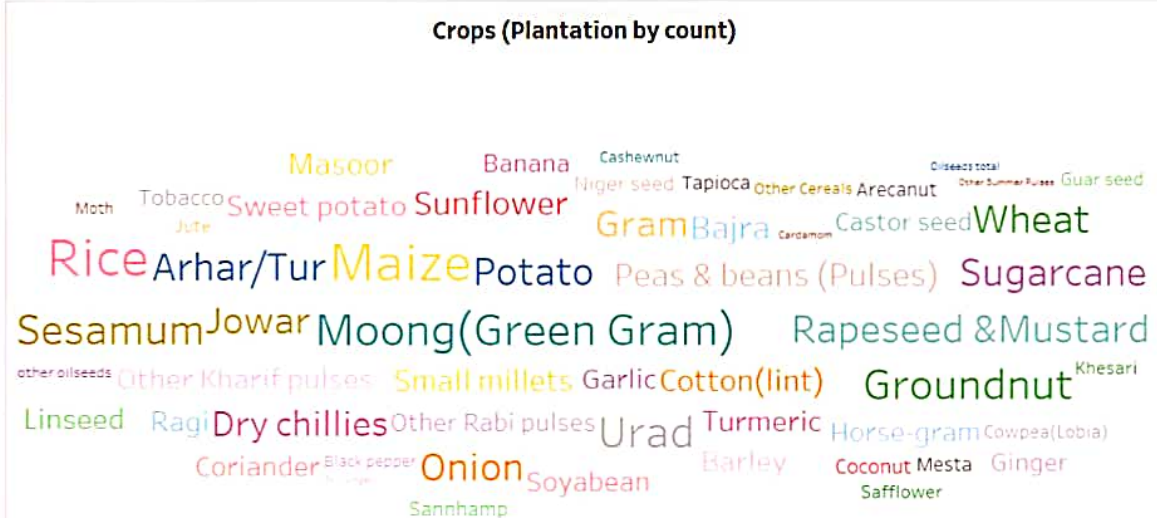 Crops (Plantation by count)
Masoor Banana Cashewnut Oilseeds total
Moth Tobacco Sweet potato Sunflower Niger seed Tapioca Other Cereals Arecanut Other Summer Pulses Guar seed
Jute Gram Bajra Cardamom Castor seed Wheat
Rice Arhar/Tur Maize Potato Peas & beans (Pulses) Sugarcane
Sesamum Jowar Moong(Green Gram) Rapeseed &Mustard
other oilseeds Other Kharif pulses Small millets Garlic Cotton(lint) Groundnut Khesari
Linseed Ragi Dry chillies Other Rabi pulses Urad Turmeric Horse-gram Cowpea(Lobia)
Coriander Black pepper Onion Soyabean Barley Coconut Mesta Ginger
Safflower
Sannhamp